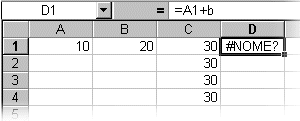 D1 = =A1+b
A B C D
1 10 20 30 #NOME?
2 30
3 30
4 30